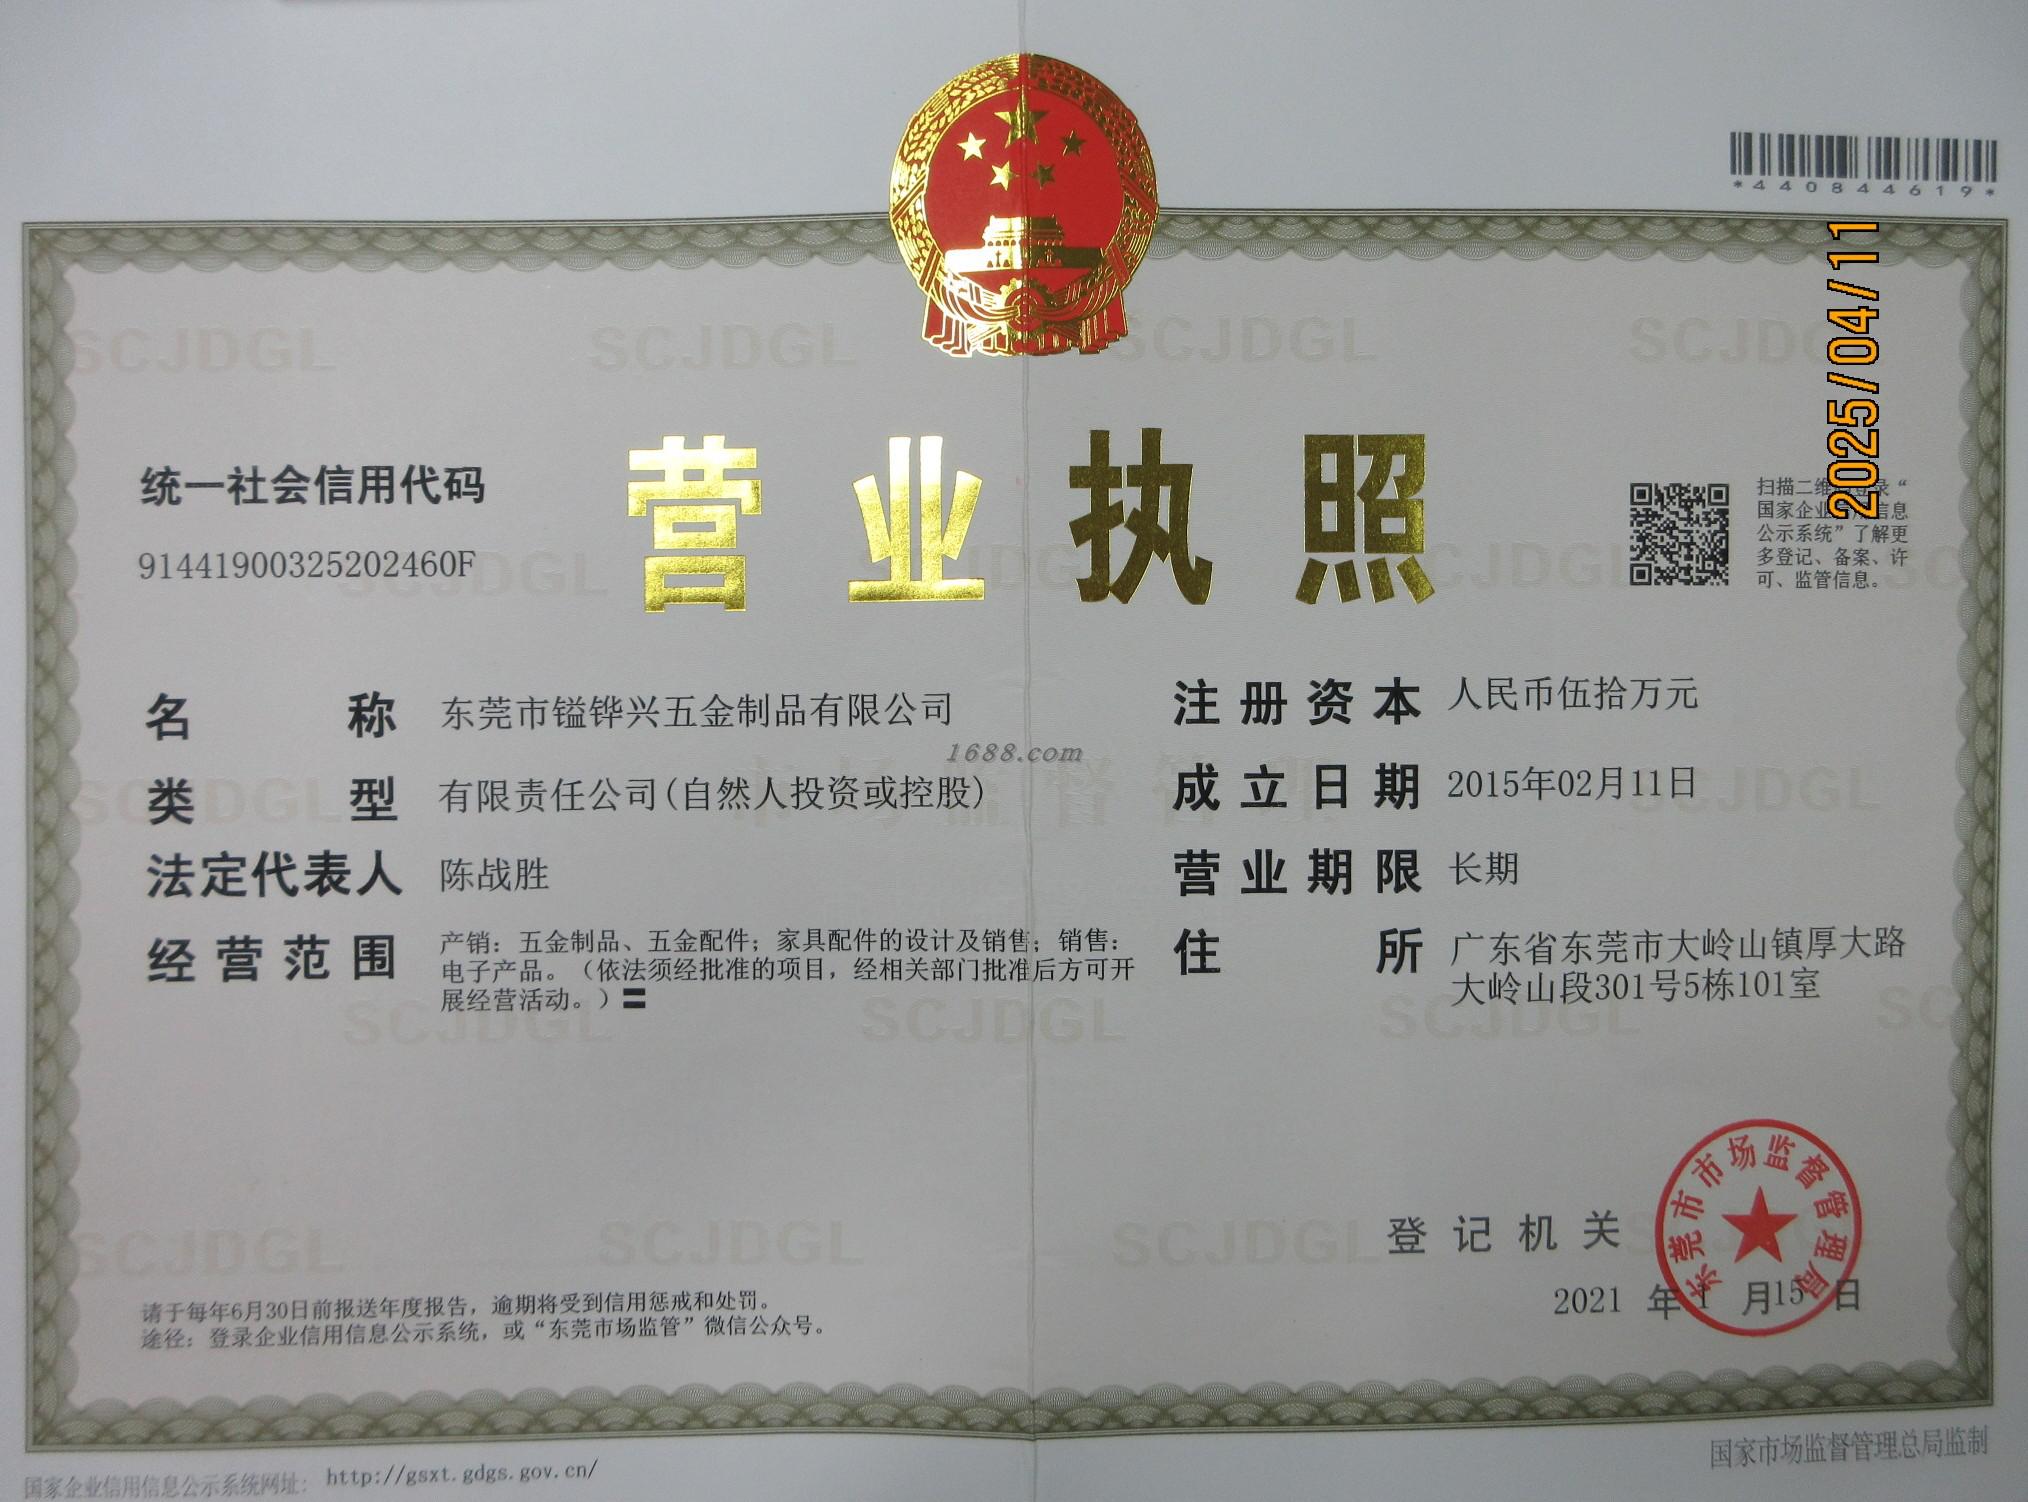 *440844619*
2025/04/11
营业执照
统一社会信用代码
91441900325202460F
扫描二维码登录“
国家企业信用信息
公示系统”了解更
多登记、备案、许
可、监管信息。
名称 东莞市镒铧兴五金制品有限公司
类型 有限责任公司(自然人投资或控股)
法定代表人 陈战胜
经营范围 产销：五金制品、五金配件；家具配件的设计及销售；销售：
电子产品。（依法须经批准的项目，经相关部门批准后方可开
展经营活动。）〓
注册资本 人民币伍拾万元
成立日期 2015年02月11日
营业期限 长期
住所 广东省东莞市大岭山镇厚大路
大岭山段301号5栋101室
1688.com
登记机关
东莞市市场监督管理局
2021 年 1 月 15 日
请于每年6月30日前报送年度报告，逾期将受到信用惩戒和处罚。
途径：登录企业信用信息公示系统，或“东莞市场监管”微信公众号。
国家企业信用信息公示系统网址： http://gsxt.gdgs.gov.cn/
国家市场监督管理总局监制
SCJDGL
市场监督管理